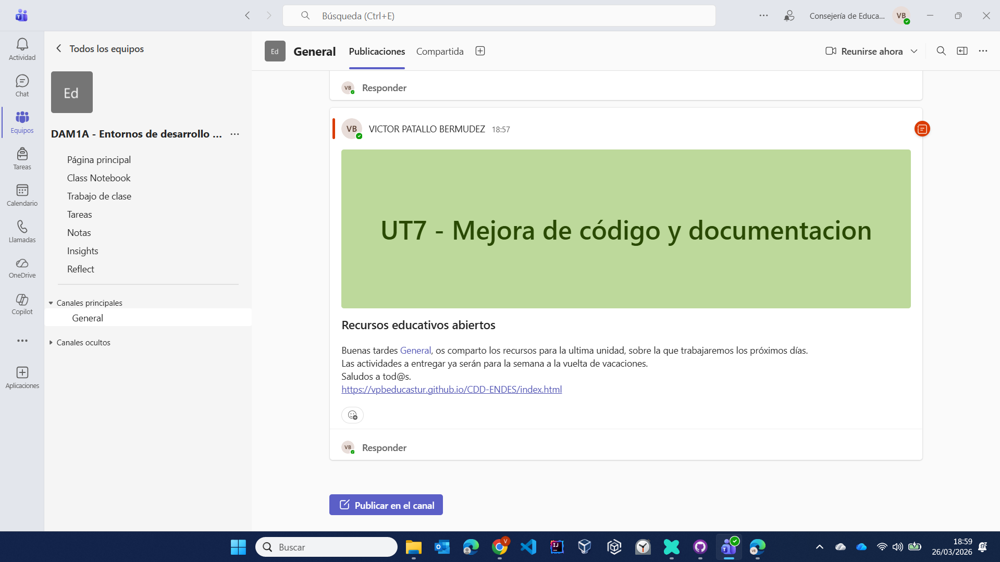 Búsqueda (Ctrl+E)
Consejería de Educa...
VB
Actividad
Chat
Equipos
Tareas
Calendario
Llamadas
OneDrive
Copilot
Aplicaciones
Todos los equipos
Ed
DAM1A - Entornos de desarrollo ...
Página principal
Class Notebook
Trabajo de clase
Tareas
Notas
Insights
Reflect
Canales principales
General
Canales ocultos
Ed
General
Publicaciones
Compartida
Reunirse ahora
VB
Responder
VB
VICTOR PATALLO BERMUDEZ 18:57
UT7 - Mejora de código y documentacion
Recursos educativos abiertos
Buenas tardes General, os comparto los recursos para la ultima unidad, sobre la que trabajaremos los próximos días.
Las actividades a entregar ya serán para la semana a la vuelta de vacaciones.
Saludos a tod@s.
https://vpbeducastur.github.io/CDD-ENDES/index.html
VB
Responder
Publicar en el canal
Buscar
18:59
26/03/2026